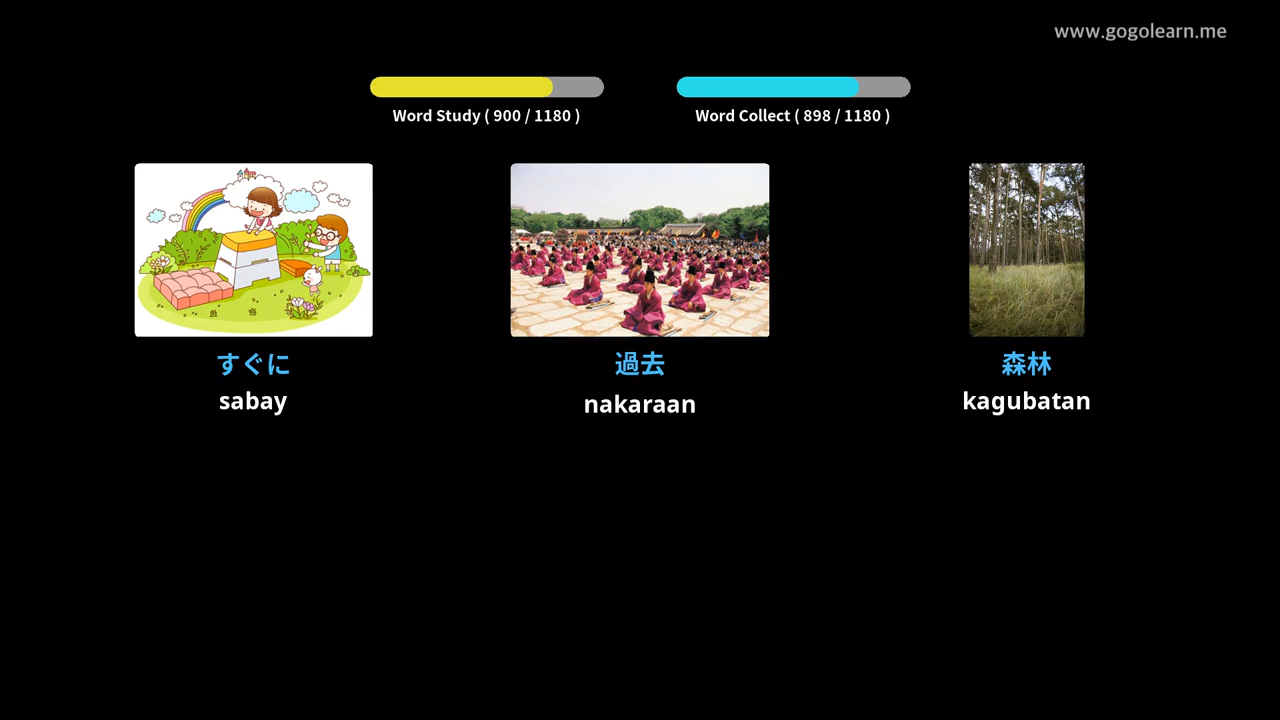 www.gogolearn.me
Word Study ( 900 / 1180 )
Word Collect ( 898 / 1180 )
すぐに
sabay
過去
nakaraan
森林
kagubatan